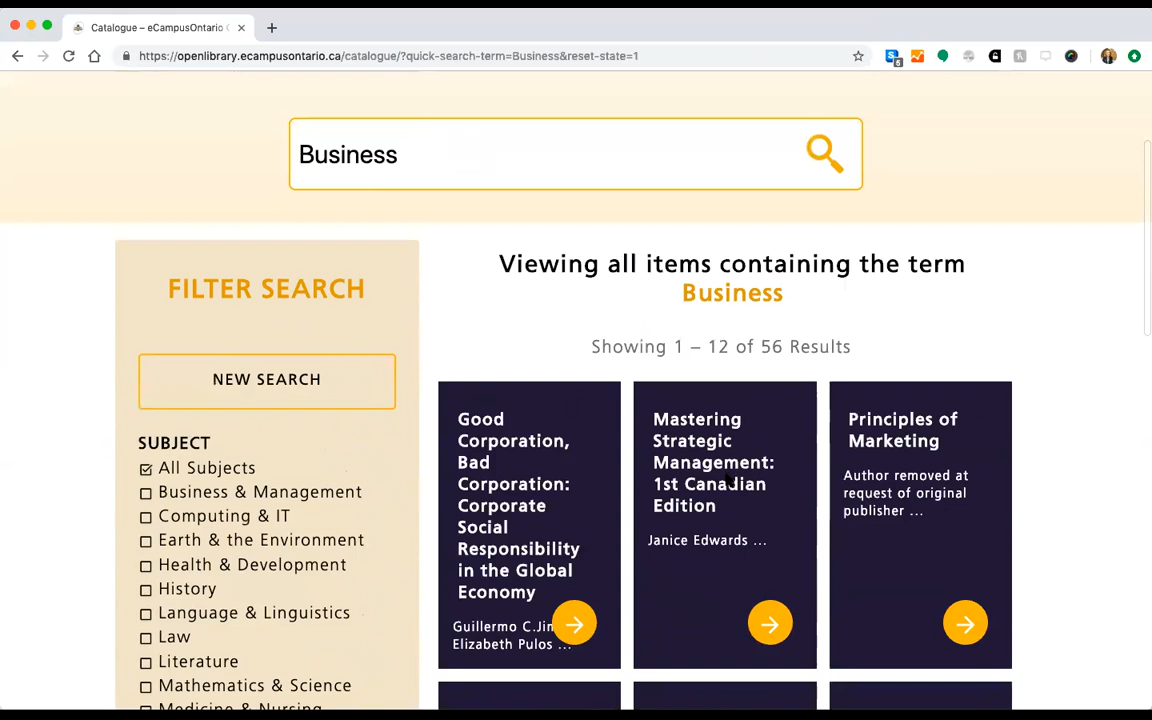 Catalogue – eCampusOntario
https://openlibrary.ecampusontario.ca/catalogue/?quick-search-term=Business&reset-state=1
Business
FILTER SEARCH
NEW SEARCH
SUBJECT
All Subjects
Business & Management
Computing & IT
Earth & the Environment
Health & Development
History
Language & Linguistics
Law
Literature
Mathematics & Science
Medicine & Nursing
Viewing all items containing the term
Business
Showing 1 – 12 of 56 Results
Good
Corporation,
Bad
Corporation:
Corporate
Social
Responsibility
in the Global
Economy
Guillermo C.Jim
Elizabeth Pulos ...
Mastering
Strategic
Management:
1st Canadian
Edition
Janice Edwards ...
Principles of
Marketing
Author removed at
request of original
publisher ...